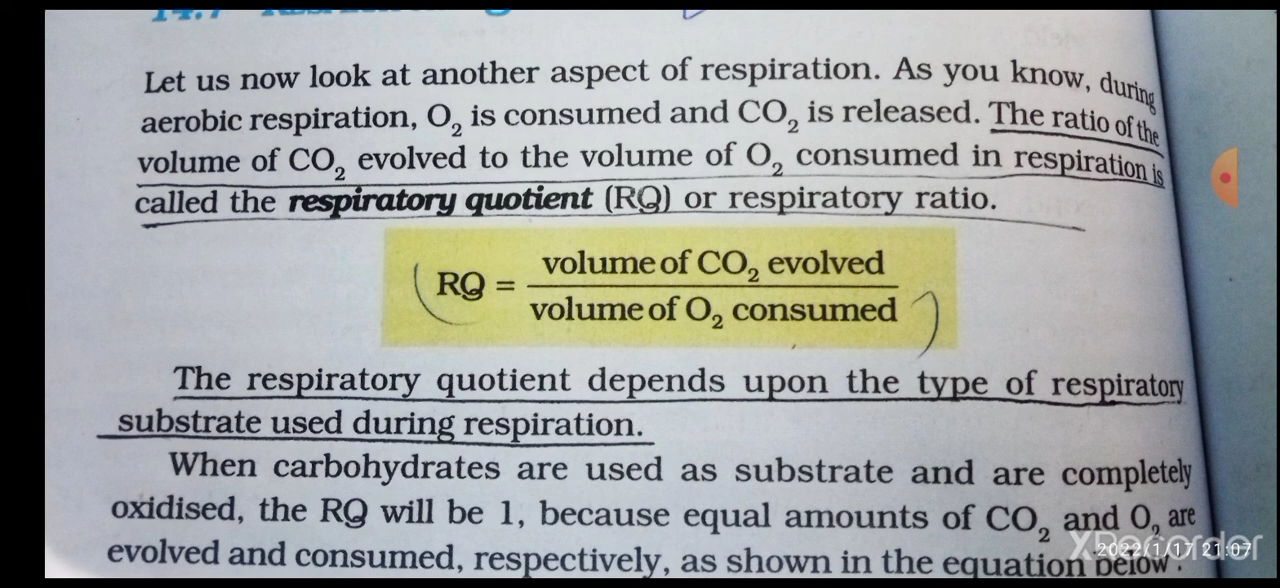 Let us now look at another aspect of respiration. As you know, during
aerobic respiration, O₂ is consumed and CO₂ is released. The ratio of the
volume of CO₂ evolved to the volume of O₂ consumed in respiration is
called the respiratory quotient (RQ) or respiratory ratio.
RQ = volume of CO₂ evolved
volume of O₂ consumed
The respiratory quotient depends upon the type of respiratory
substrate used during respiration.
When carbohydrates are used as substrate and are completely
oxidised, the RQ will be 1, because equal amounts of CO₂ and O₂ are
evolved and consumed, respectively, as shown in the equation below :
XRecorder
2022/1/17 21:07